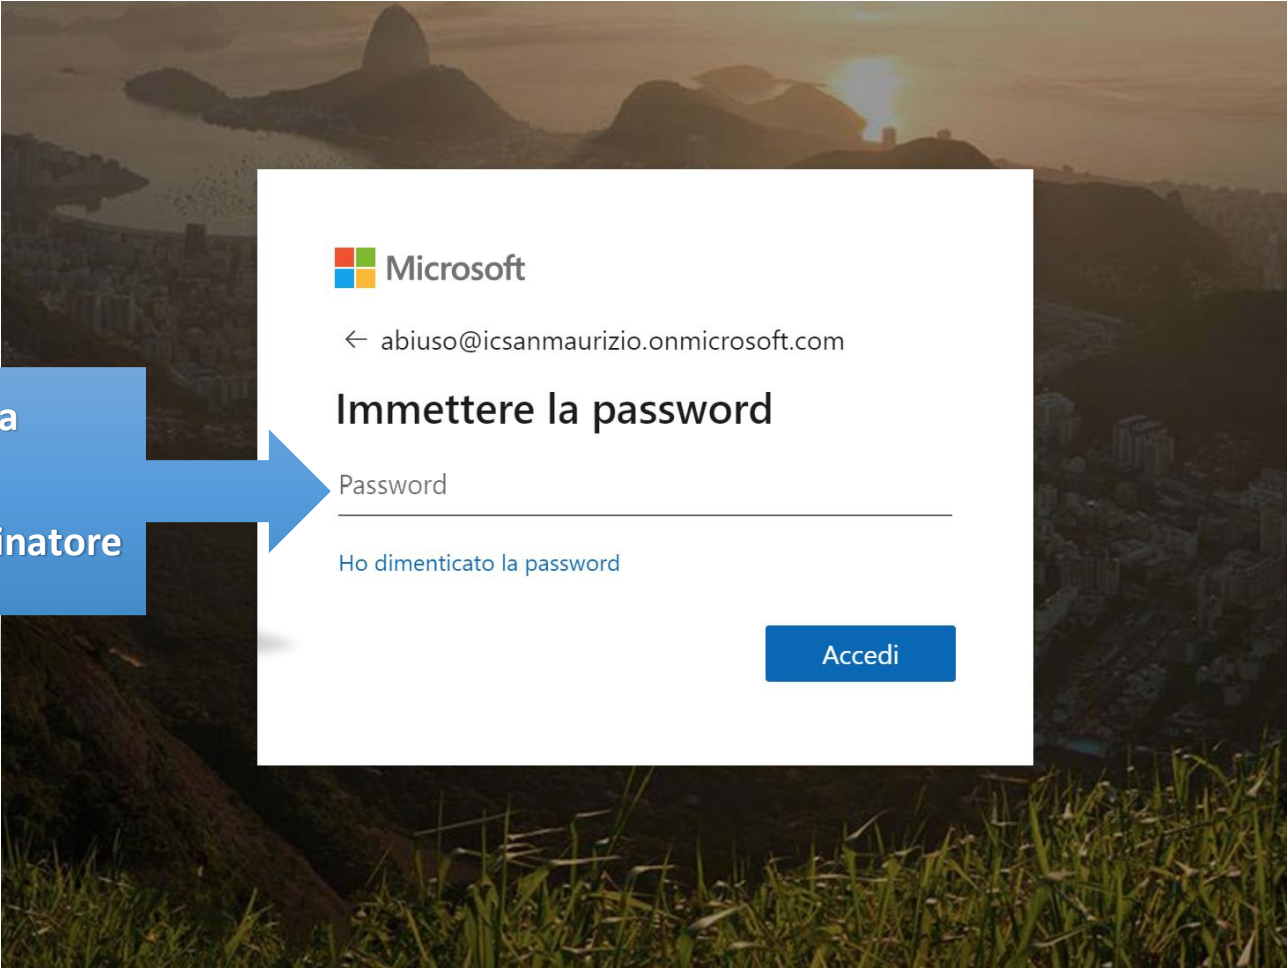 Microsoft
← abiuso@icsanmaurizio.onmicrosoft.com
Immettere la password
a
Password
inatore
Ho dimenticato la password
Accedi